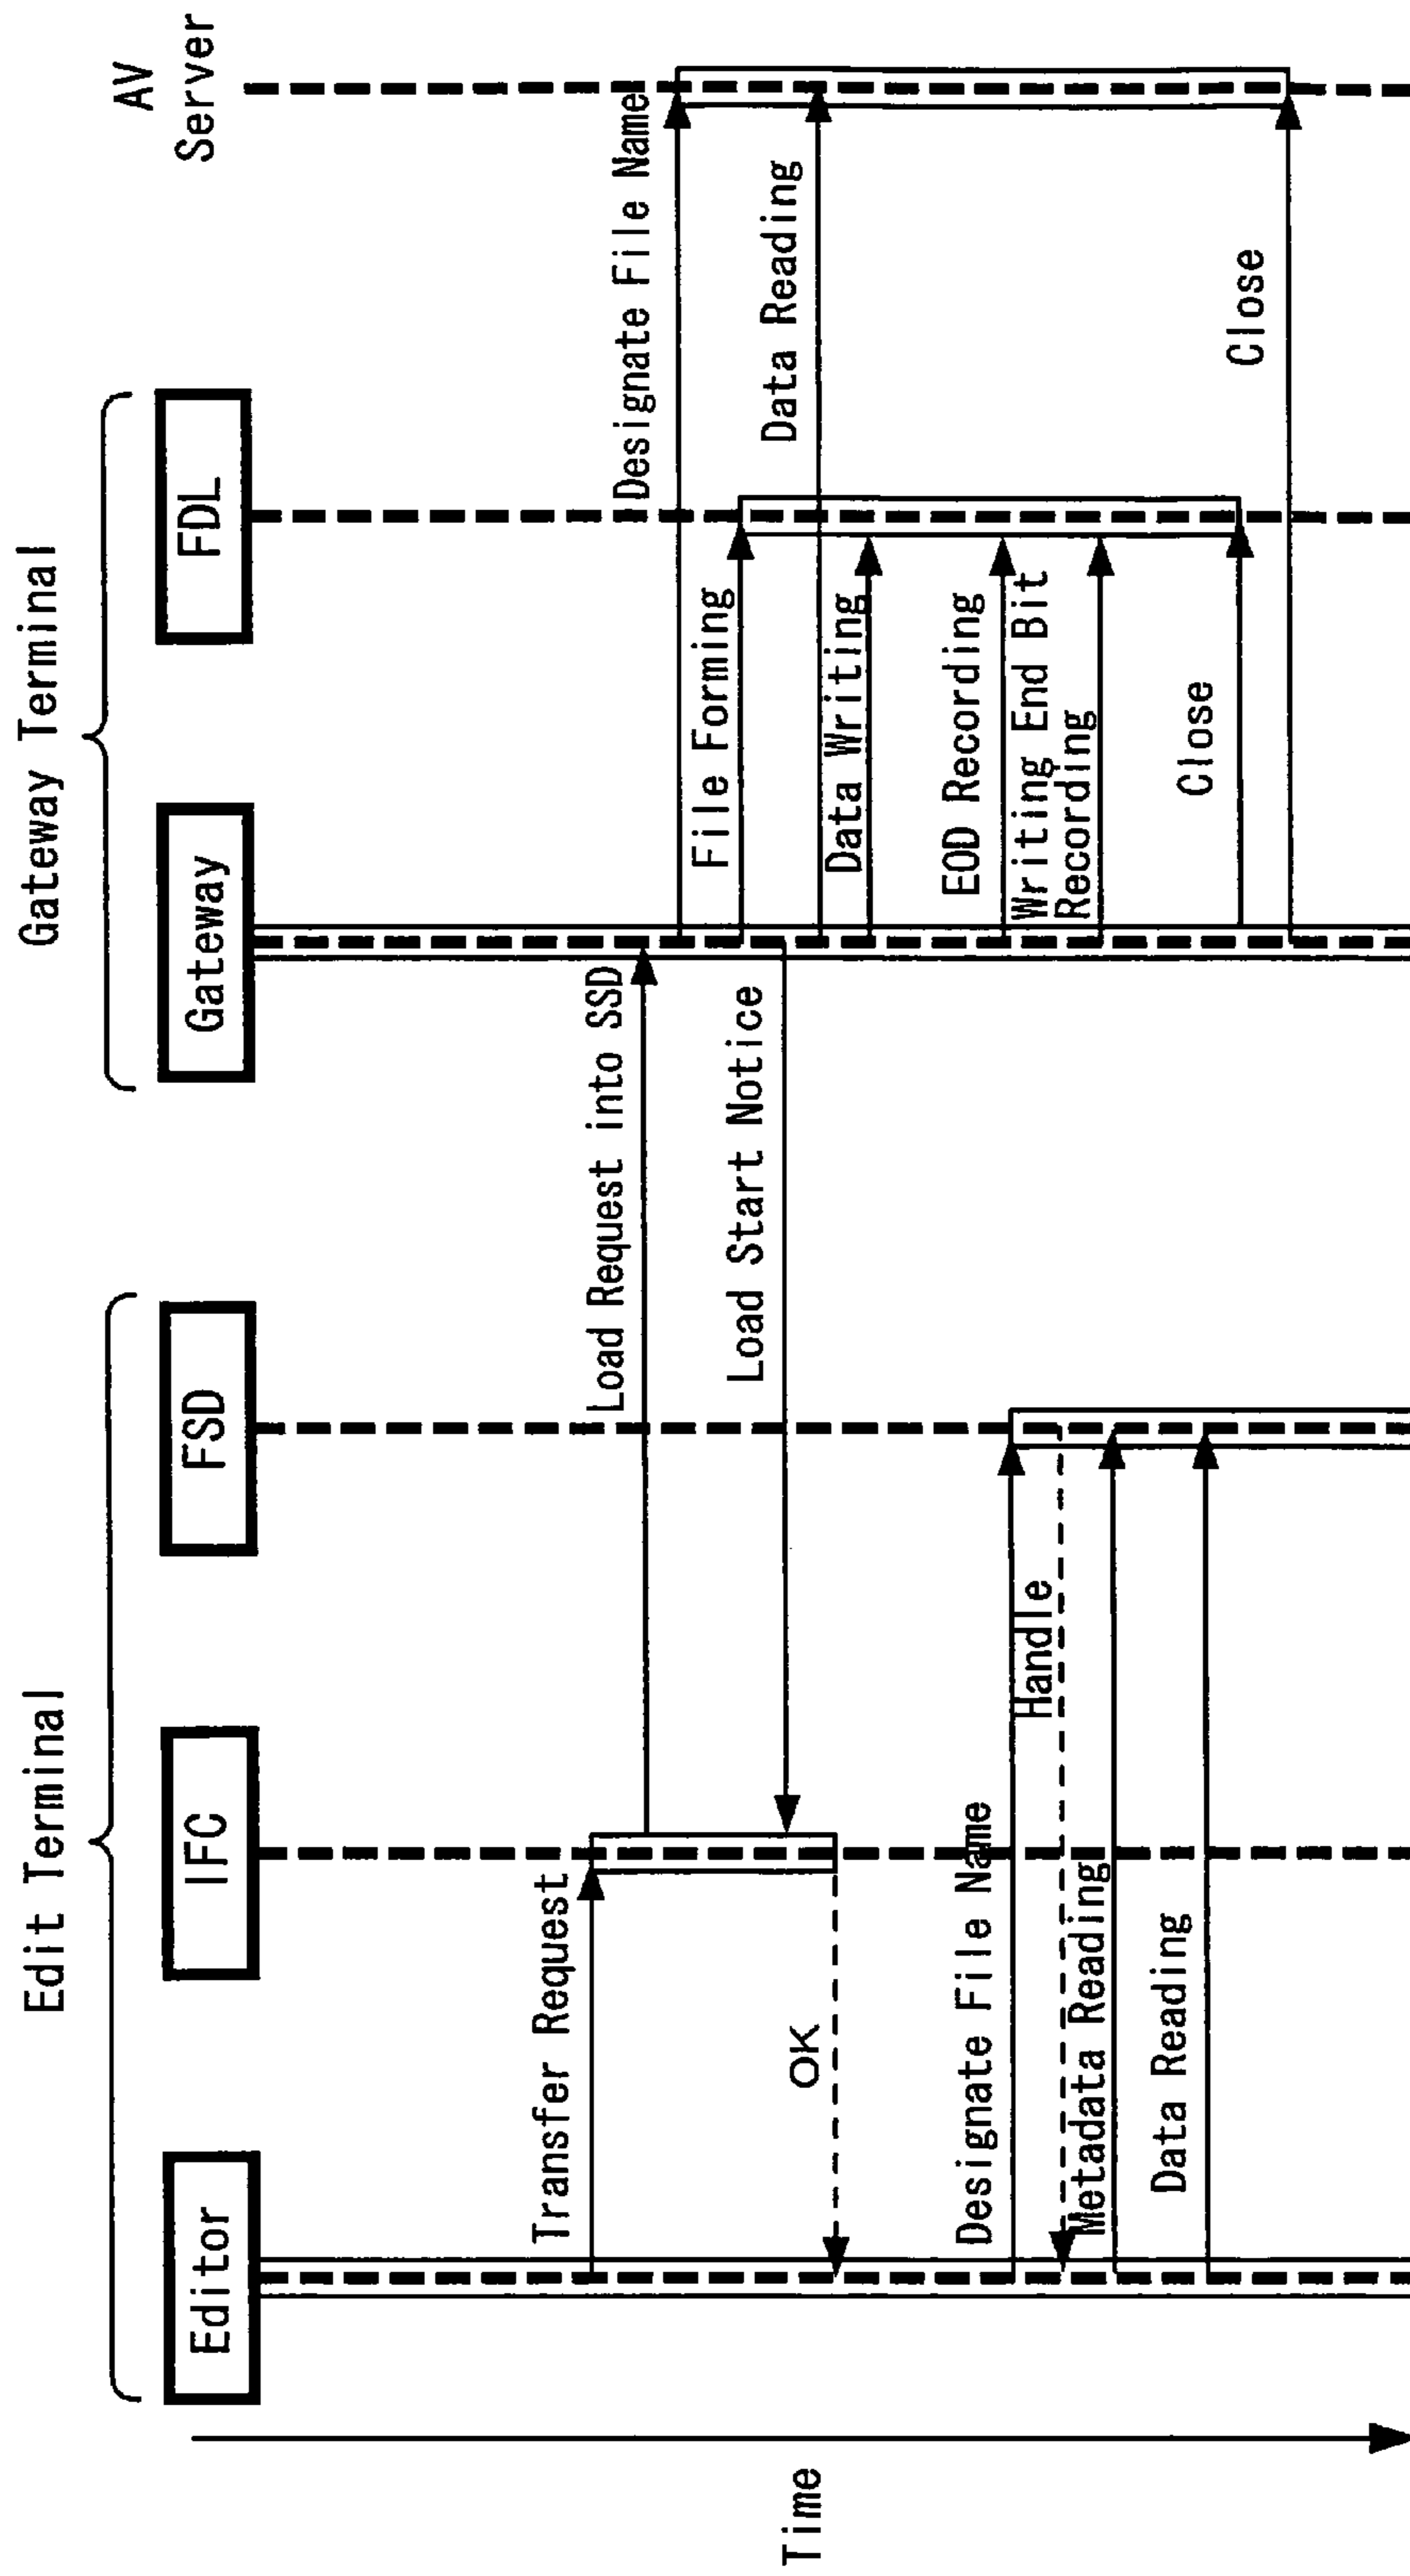 Edit Terminal
Gateway Terminal
Editor
IFC
FSD
Gateway
FDL
AV
Server
Time
Transfer Request
Load Request into SSD
Designate File Name
File Forming
Load Start Notice
Data Reading
OK
Data Writing
EOD Recording
Designate File Name
Handle
Writing End Bit
Recording
Metadata Reading
Data Reading
Close
Close